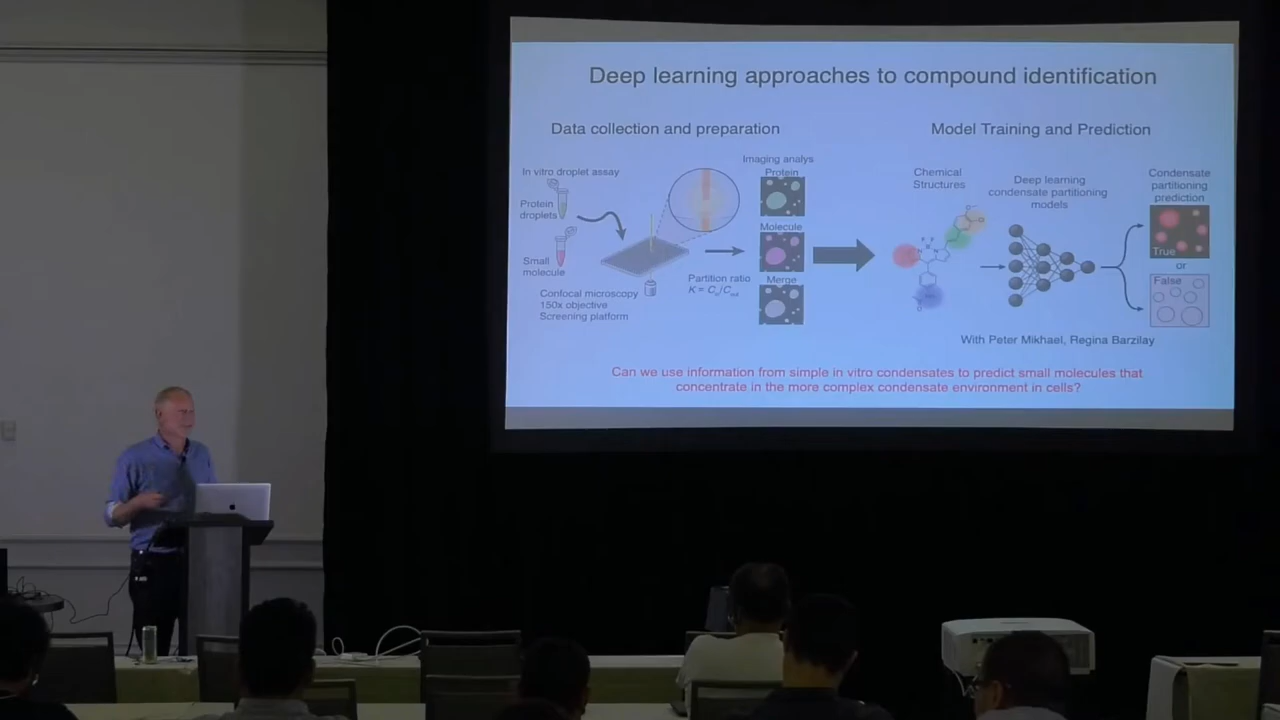 Deep learning approaches to compound identification
Data collection and preparation
In vitro droplet assay
Protein
droplets
Small
molecule
Confocal microscopy
150x objective
Screening platform
Partition ratio
K = C
Imaging analys
Protein
Molecule
Merge
Model Training and Prediction
Chemical
Structures
Deep learning
condensate partitioning
models
Condensate
partitioning
prediction
True
or
False
With Peter Mikhael, Regina Barzilay
Can we use information from simple in vitro condensates to predict small molecules that
concentrate in the more complex condensate environment in cells?